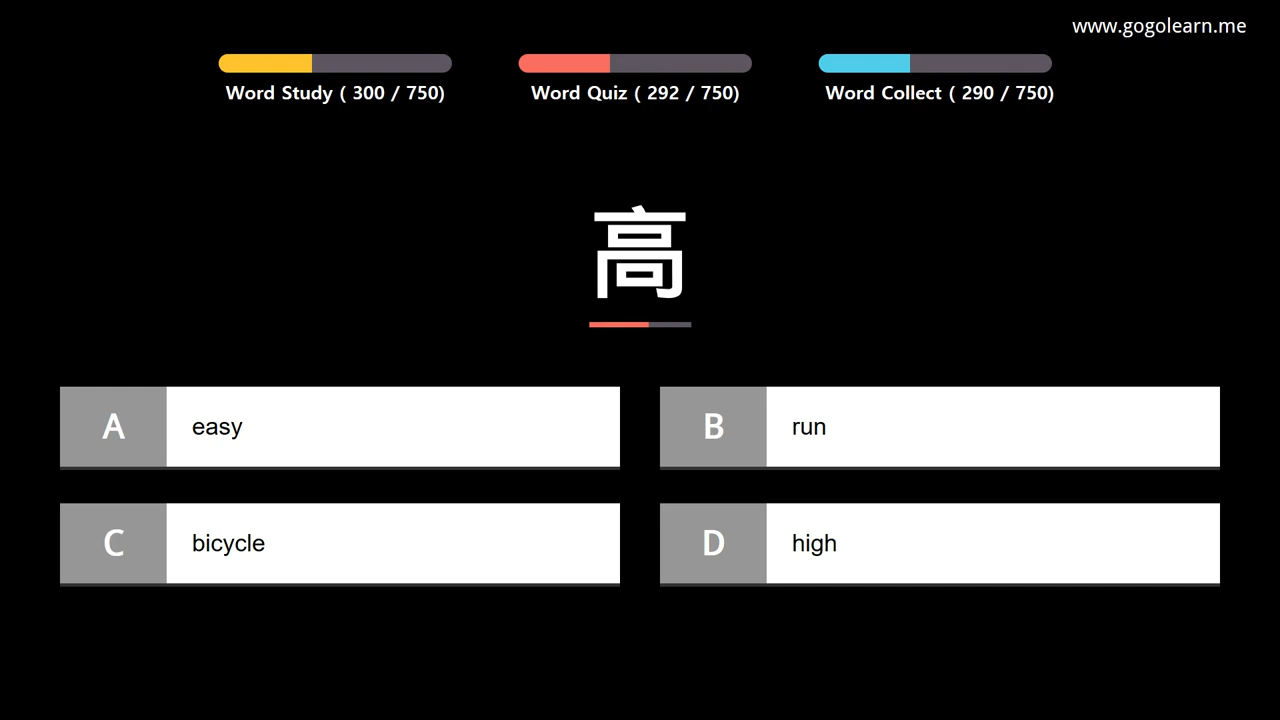 www.gogolearn.me
Word Study ( 300 / 750)
Word Quiz ( 292 / 750)
Word Collect ( 290 / 750)
高
A easy
B run
C bicycle
D high